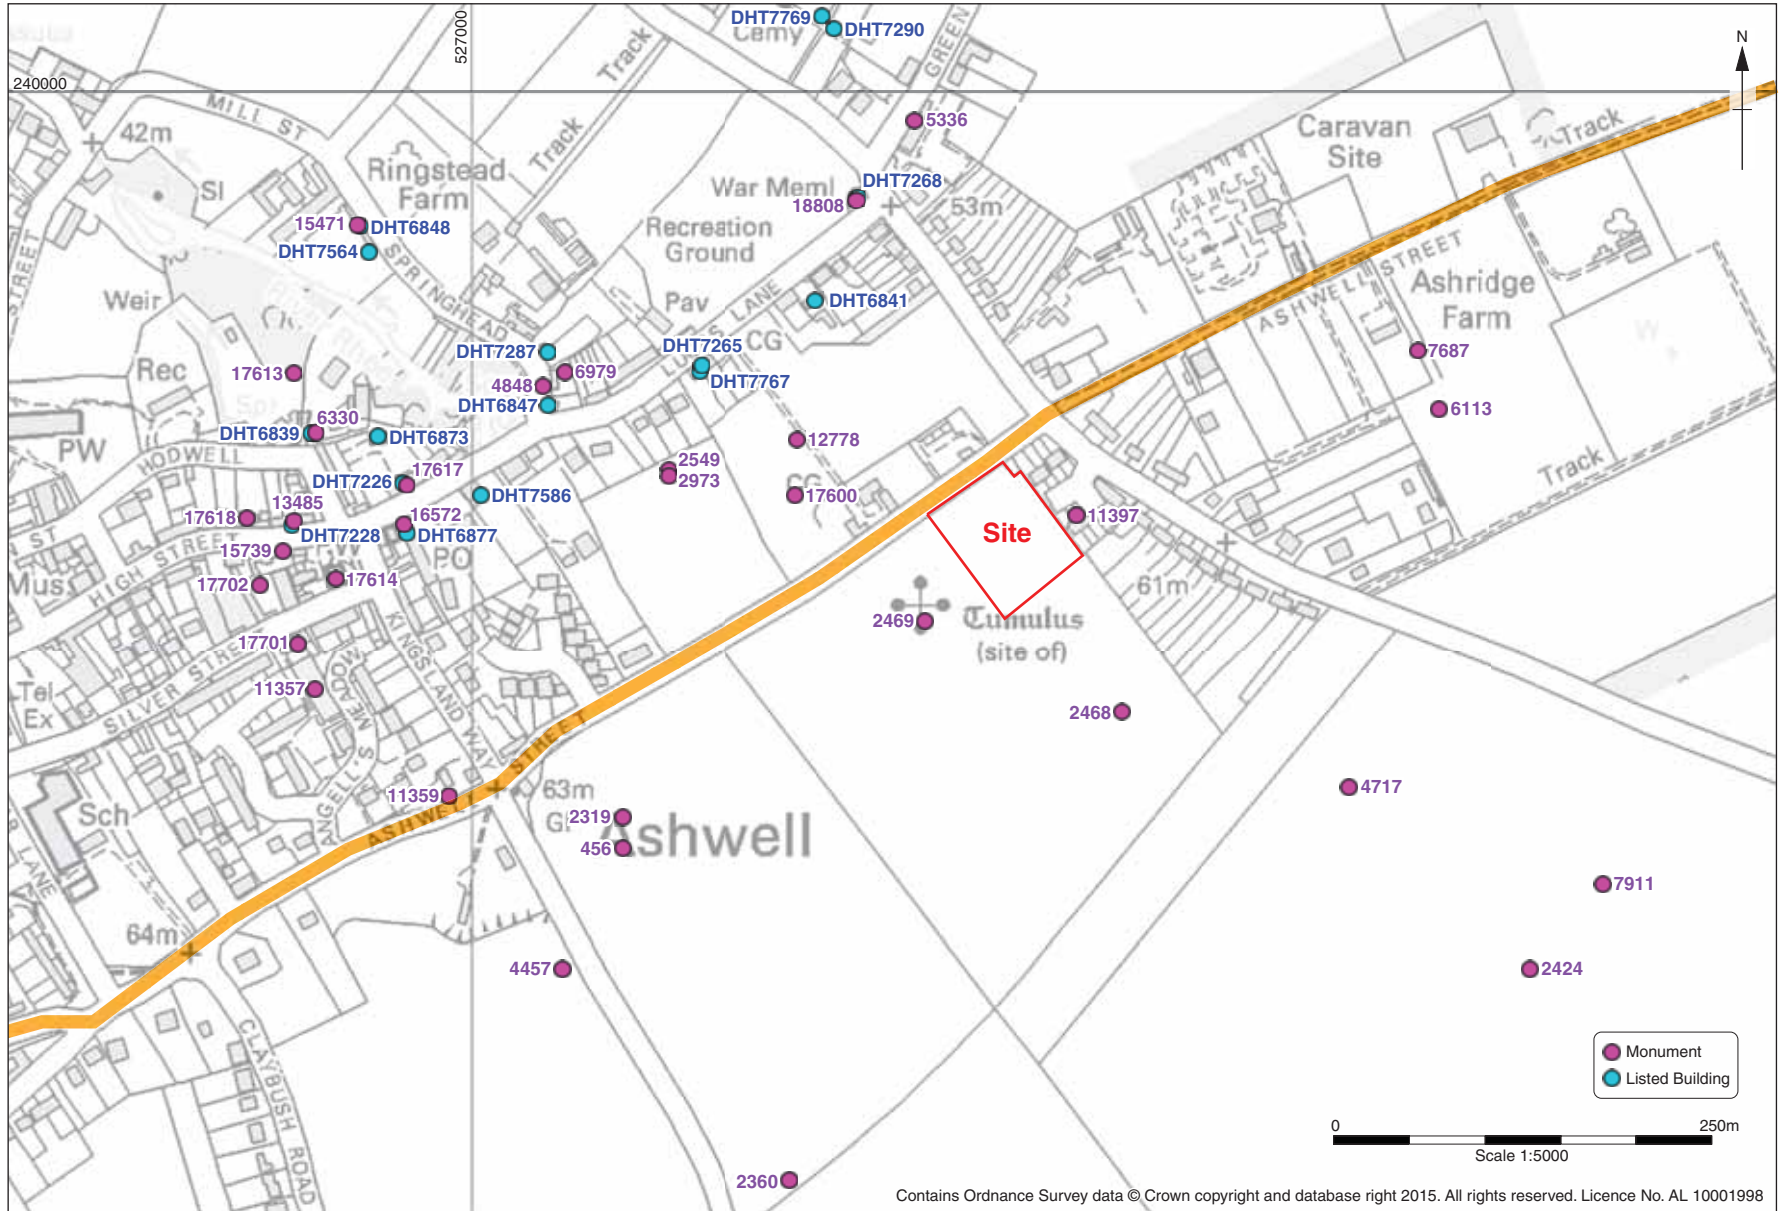 DHT7769
DHT7290
Cemy
GREEN
N
527000
240000
Track
MILL ST
42m
5336
Caravan
Site
Track
Track
Ringstead
Farm
Sl
War Meml
DHT7268
18808
53m
15471
DHT6848
DHT7564
Recreation
Ground
STREET
SPRINGHEAD
Weir
Pav
LANE
DHT6841
ASHWELL STREET
Ashridge
Farm
CG
DHT7265
DHT7767
DHT7287
6979
4848
DHT6847
7687
Rec
17613
6113
6330
DHT6839
DHT6873
PW
HODWELL
12778
2549
2973
Track
17617
DHT7226
DHT7586
17600
13485
17618
16572
11397
Site
DHT7228
DHT6877
ST
HIGH STREET
15739
PW
PO
Mus
17702
17614
61m
2469
Tumulus
(site of)
KINGSLAND WAY
17701
11357
Tel
Ex
SILVER STREE
ANGELL'S MEADOW
2468
STREET
4717
11359
63m
Sch
ASHWELL
2319
456
Ashwell
LANE
7911
64m
4457
2424
CLAYBUSH ROAD
Monument
Listed Building
0
250m
Scale 1:5000
2360
Contains Ordnance Survey data © Crown copyright and database right 2015. All rights reserved. Licence No. AL 10001998